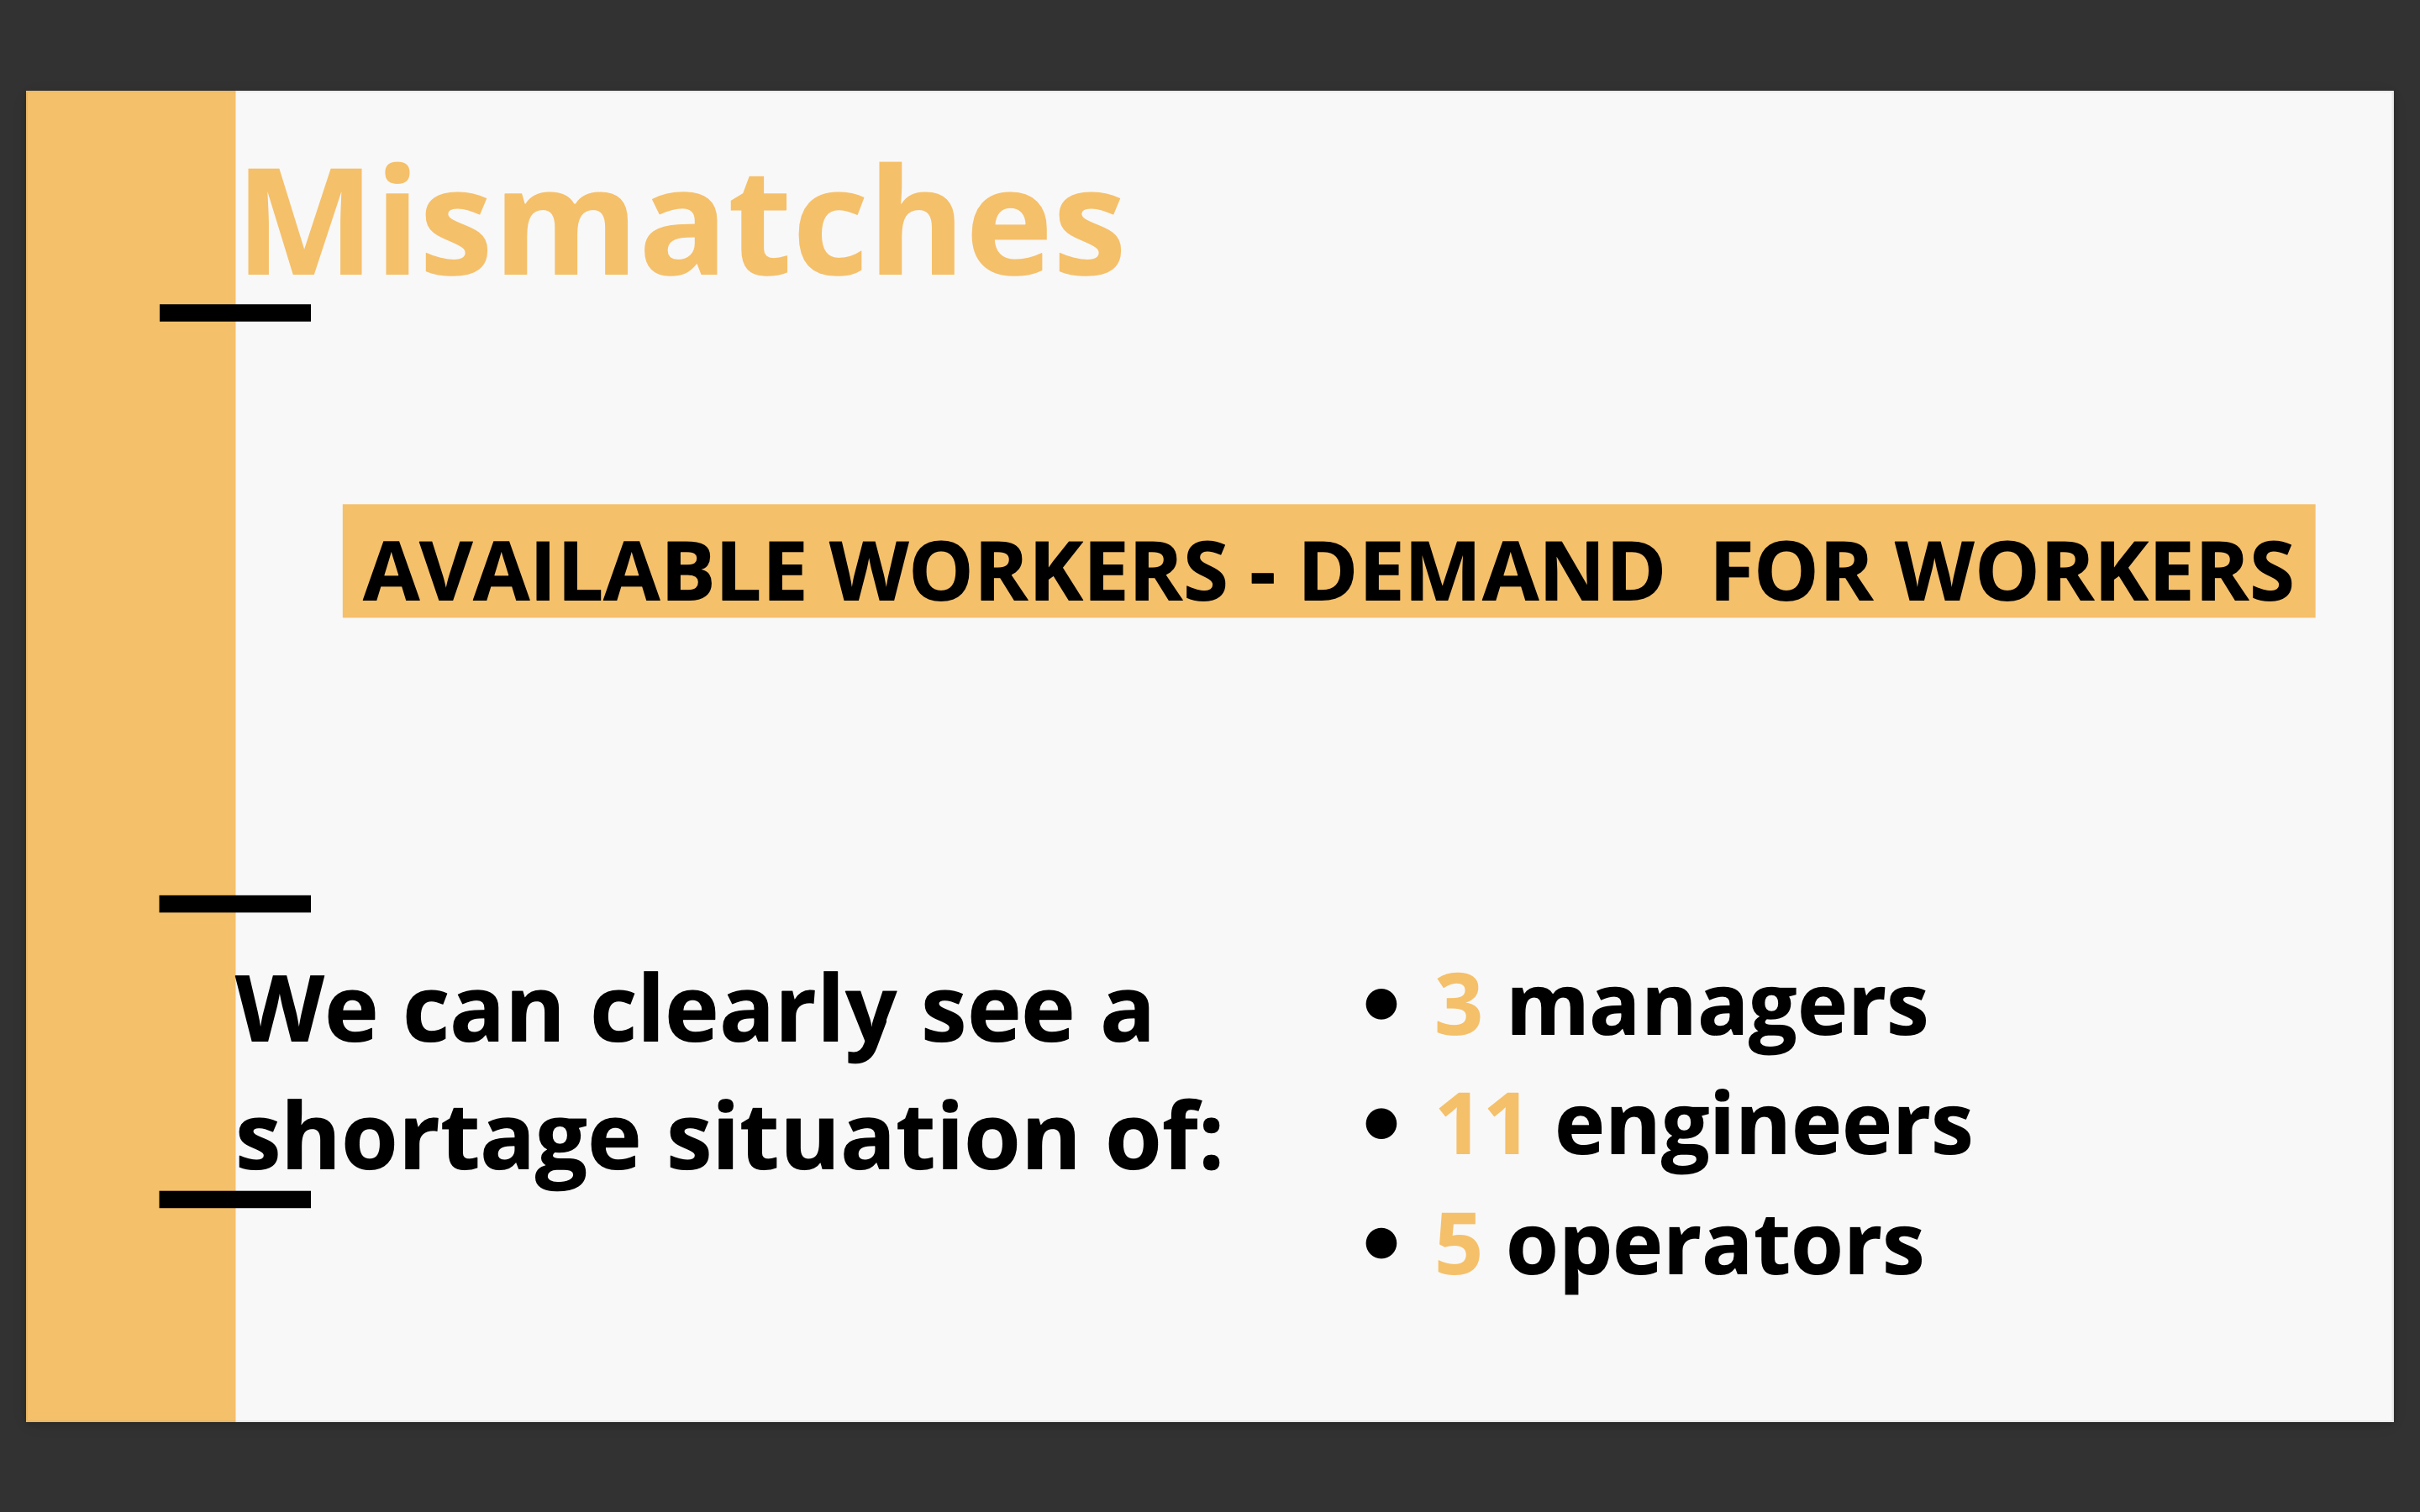 Mismatches
AVAILABLE WORKERS - DEMAND  FOR WORKERS
We can clearly see a
shortage situation of:
• 3 managers
• 11 engineers
• 5 operators